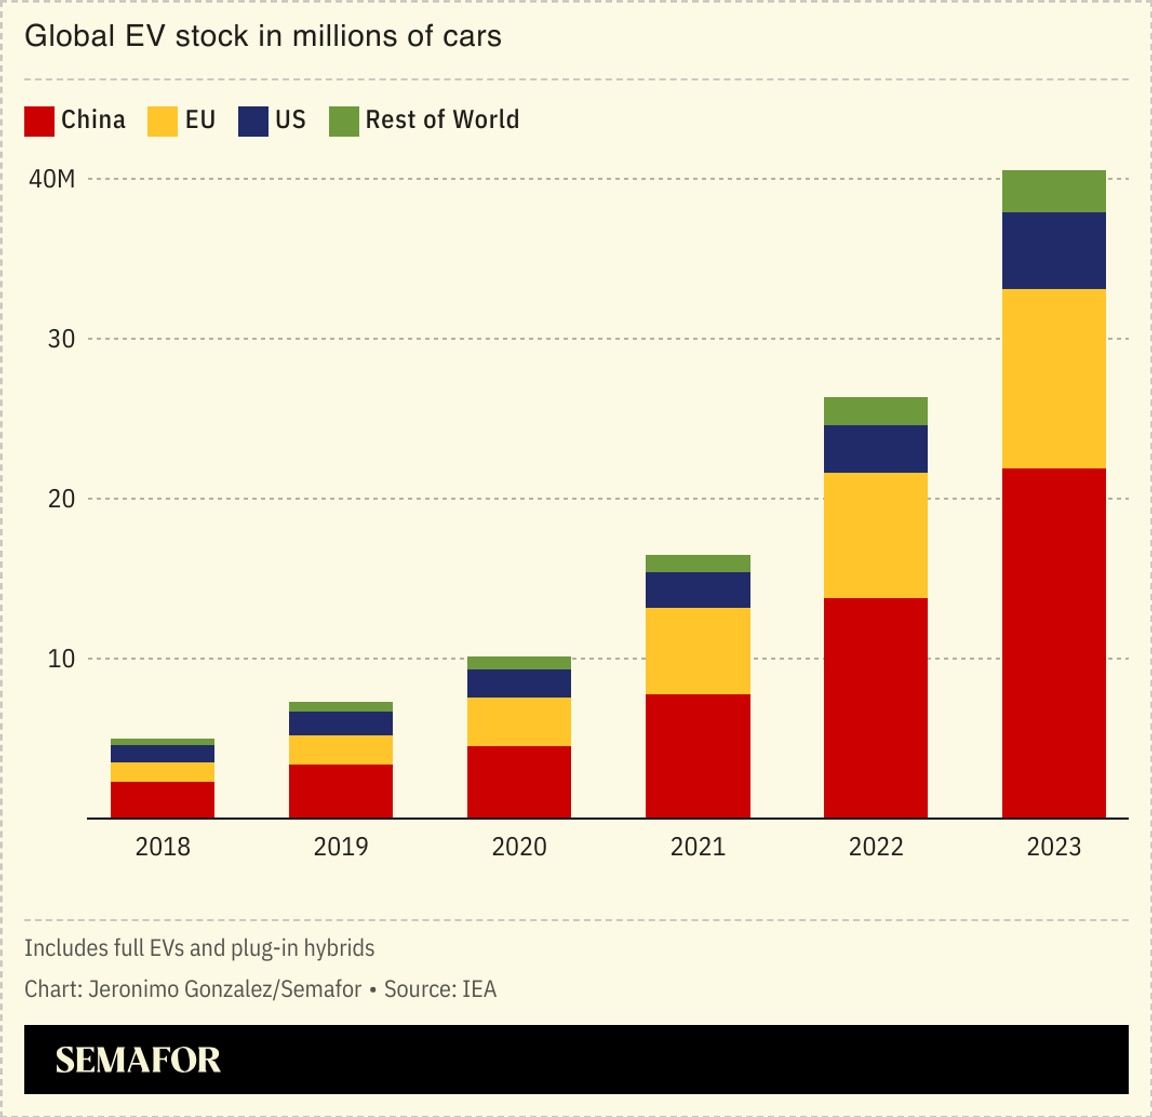 Global EV stock in millions of cars
China EU US Rest of World
40M
30
20
10
2018 2019 2020 2021 2022 2023
Includes full EVs and plug-in hybrids
Chart: Jeronimo Gonzalez/Semafor • Source: IEA
SEMAFOR